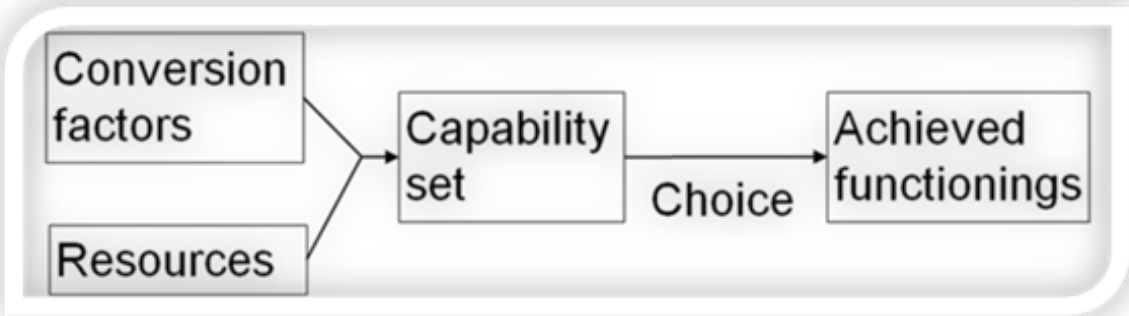 Conversion
factors
Resources
Capability
set
Choice
Achieved
functionings